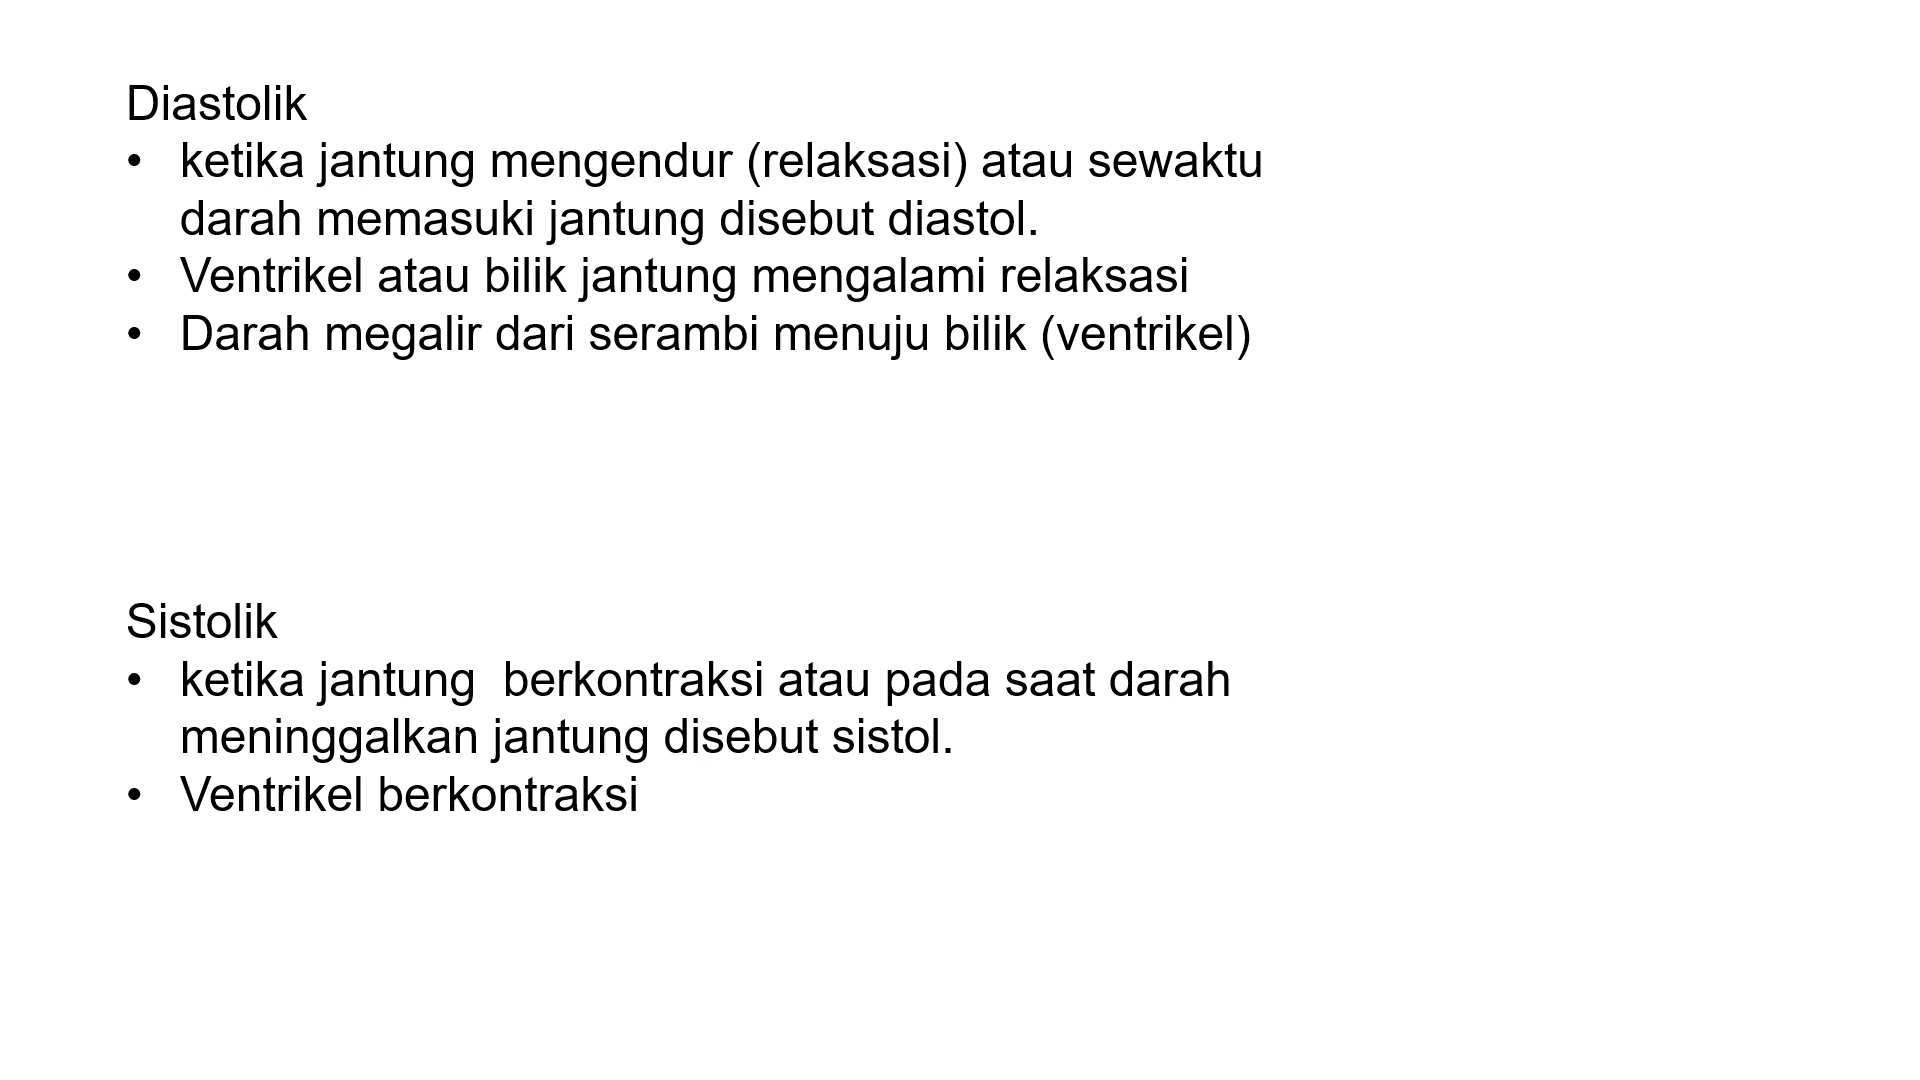 Diastolik
• ketika jantung mengendur (relaksasi) atau sewaktu
darah memasuki jantung disebut diastol.
• Ventrikel atau bilik jantung mengalami relaksasi
• Darah megalir dari serambi menuju bilik (ventrikel)
Sistolik
• ketika jantung  berkontraksi atau pada saat darah
meninggalkan jantung disebut sistol.
• Ventrikel berkontraksi